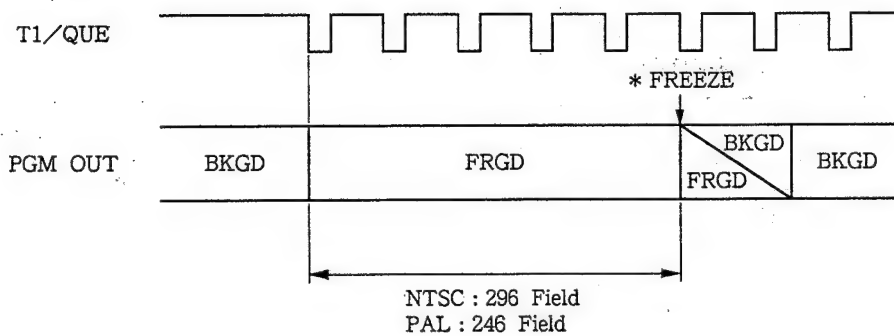 T1/QUE
* FREEZE
PGM OUT
BKGD
FRGD
BKGD
FRGD
BKGD
NTSC : 296 Field
PAL : 246 Field